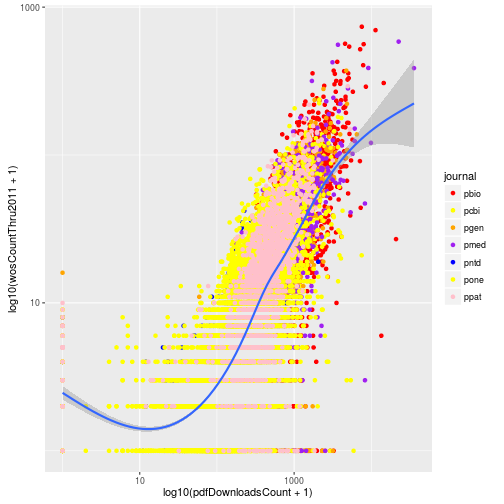 1000
10
log10(wosCountThru2011 + 1)
10
1000
log10(pdfDownloadsCount + 1)
journal
pbio
pcbi
pgen
pmed
pntd
pone
ppat